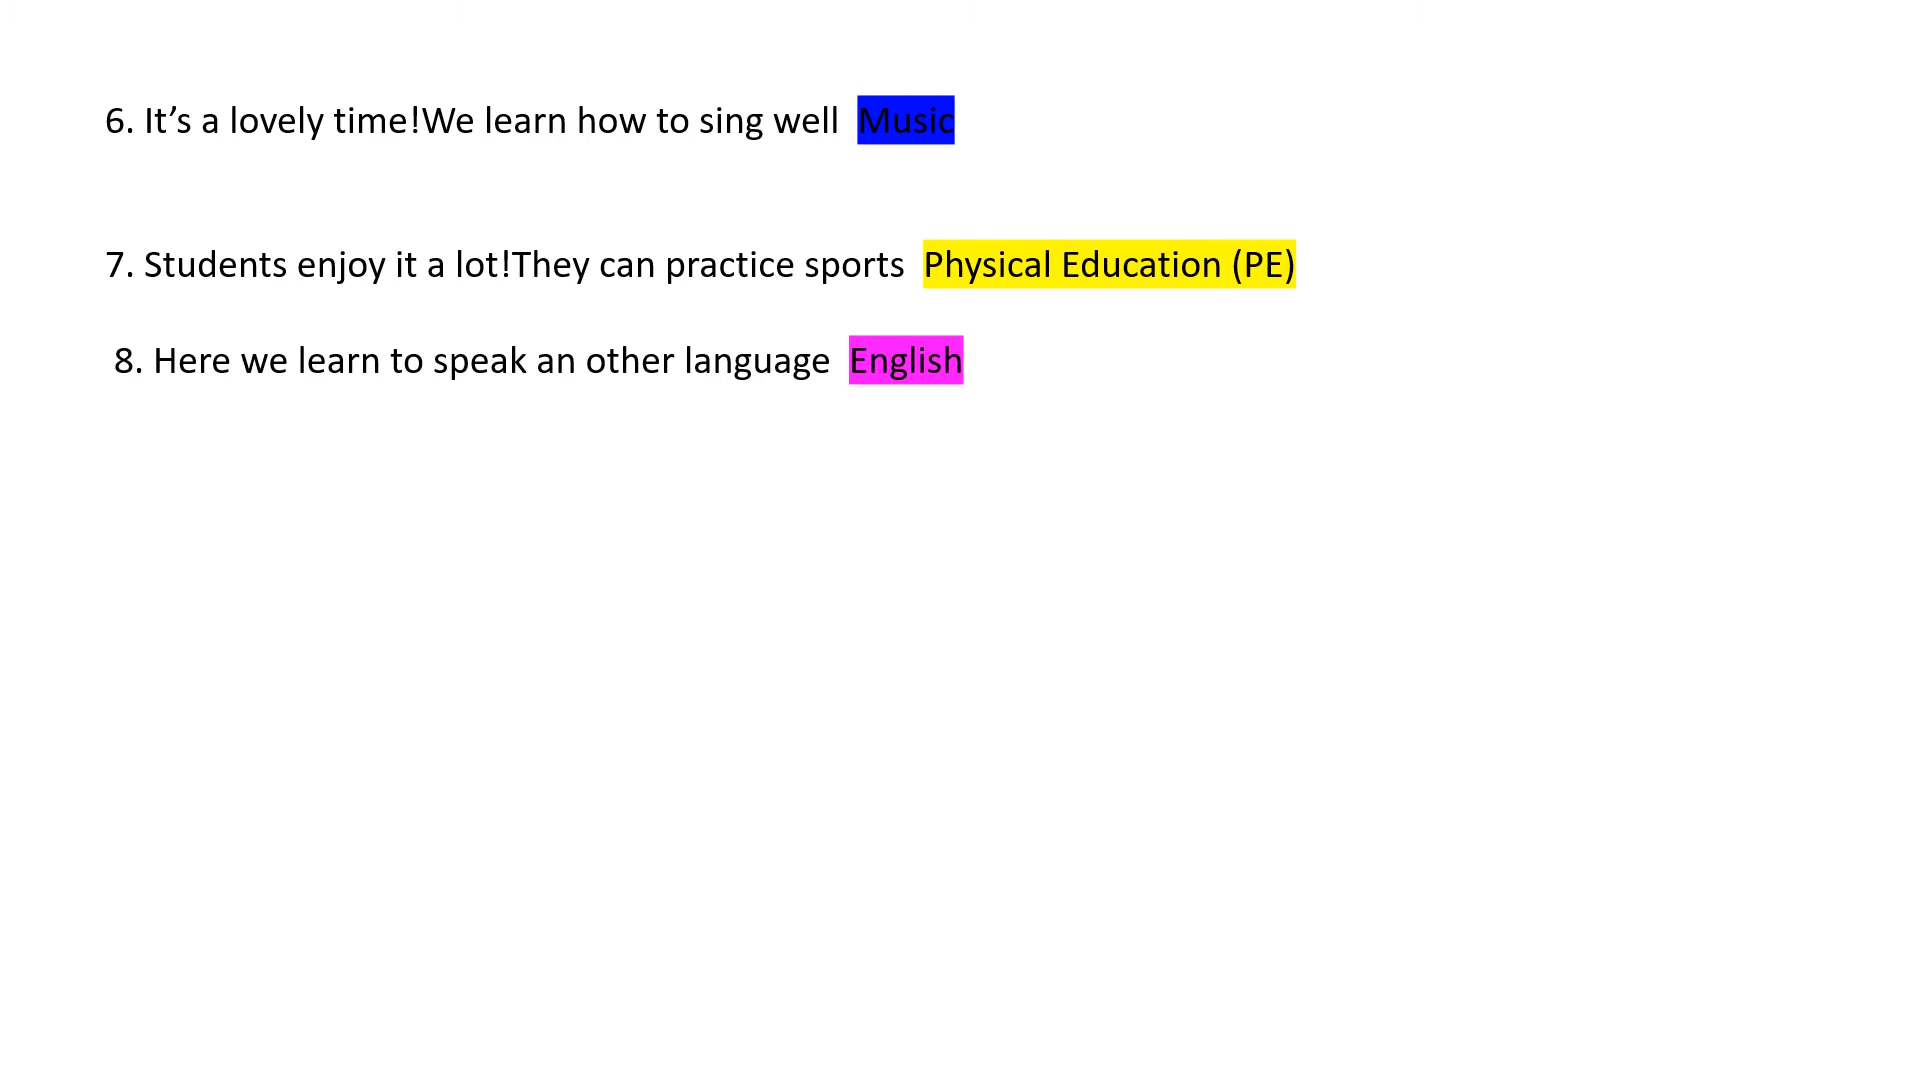 6. It’s a lovely time!We learn how to sing well  Music
7. Students enjoy it a lot!They can practice sports  Physical Education (PE)
8. Here we learn to speak an other language  English